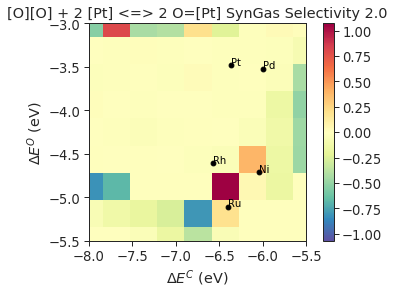 [O][O] + 2 [Pt] <=> 2 O=[Pt] SynGas Selectivity 2.0
−3.0
−3.5
−4.0
−4.5
−5.0
−5.5
ΔE^O (eV)
Pt
Pd
Rh
Ni
Ru
−8.0 −7.5 −7.0 −6.5 −6.0 −5.5
ΔE^C (eV)
1.00
0.75
0.50
0.25
0.00
−0.25
−0.50
−0.75
−1.00